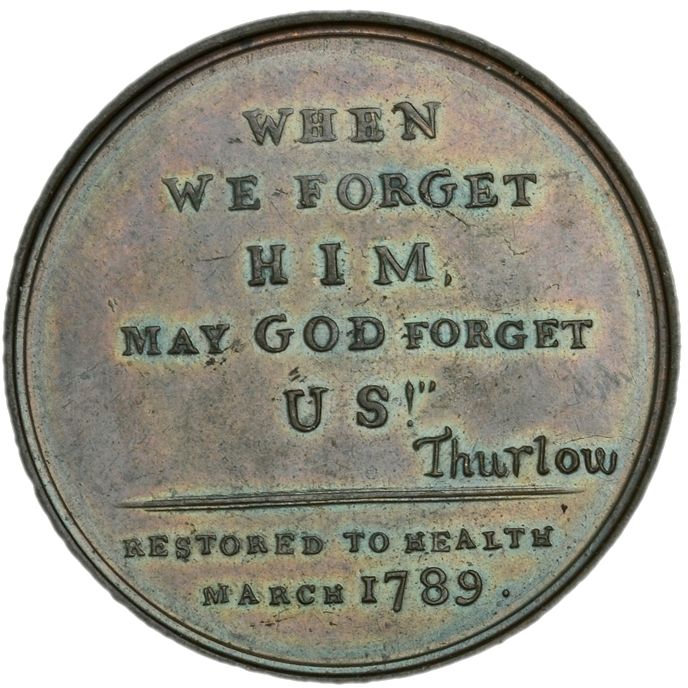 WHEN
WE FORGET
HIM,
MAY GOD FORGET
US!"
Thurlow
RESTORED TO HEALTH
MARCH 1789.